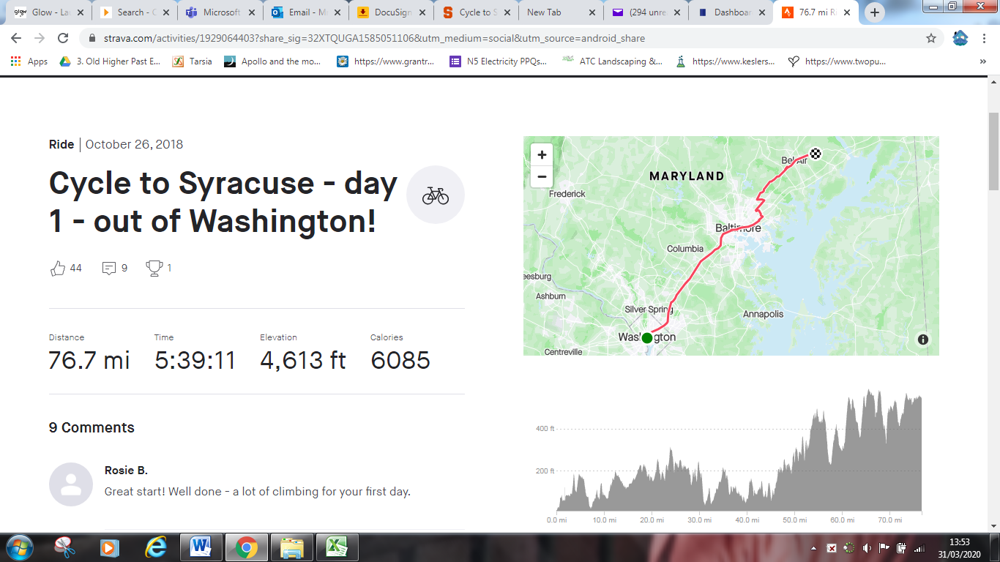 Glow - La
Search - C
Microsoft
Email - M
DocuSign
Cycle to S
New Tab
(294 unre
Dashboar
76.7 mi Ri
strava.com/activities/1929064403?share_sig=32XTQUGA1585051106&utm_medium=social&utm_source=android_share
Apps
3. Old Higher Past E...
Tarsia
Apollo and the mo...
https://www.grantr...
N5 Electricity PPQs...
ATC Landscaping &...
https://www.keslers...
https://www.twopu...
»
Ride | October 26, 2018
Cycle to Syracuse - day
1 - out of Washington!
44
9
1
Distance
Time
Elevation
Calories
76.7 mi
5:39:11
4,613 ft
6085
9 Comments
Rosie B.
Great start! Well done - a lot of climbing for your first day.
+
−
Bel Air
MARYLAND
Frederick
Baltimore
Columbia
eesburg
Ashburn
Silver Spring
Annapolis
Washington
Centreville
400 ft
200 ft
0.0 mi
10.0 mi
20.0 mi
30.0 mi
40.0 mi
50.0 mi
60.0 mi
70.0 mi
13:53
31/03/2020